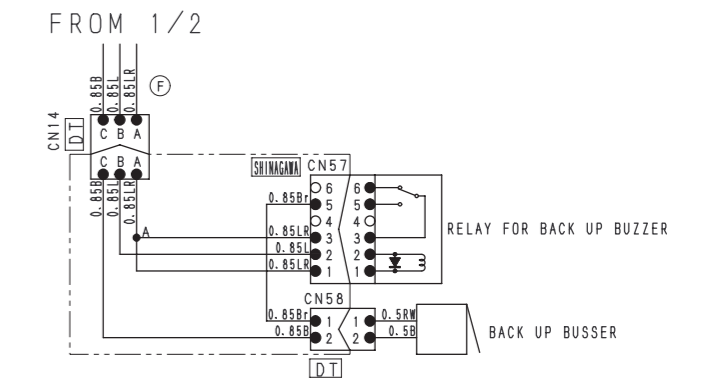 FROM 1/2
0.85B
0.85L
0.85LR
F
CN14
DT
C B A
C B A
0.85B
0.85L
0.85LR
A
SHINAGAWA CN57
6 6
0.85Br 5 5
4 4
0.85LR 3 3
0.85L 2 2
0.85LR 1 1
RELAY FOR BACK UP BUZZER
CN58
0.85Br 1 1 0.5RW
0.85B 2 2 0.5B
BACK UP BUSSER
DT